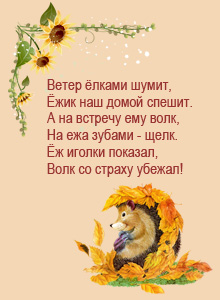 Ветер ёлками шумит,
Ёжик наш домой спешит.
А на встречу ему волк,
На ежа зубами - щелк.
Ёж иголки показал,
Волк со страху убежал!